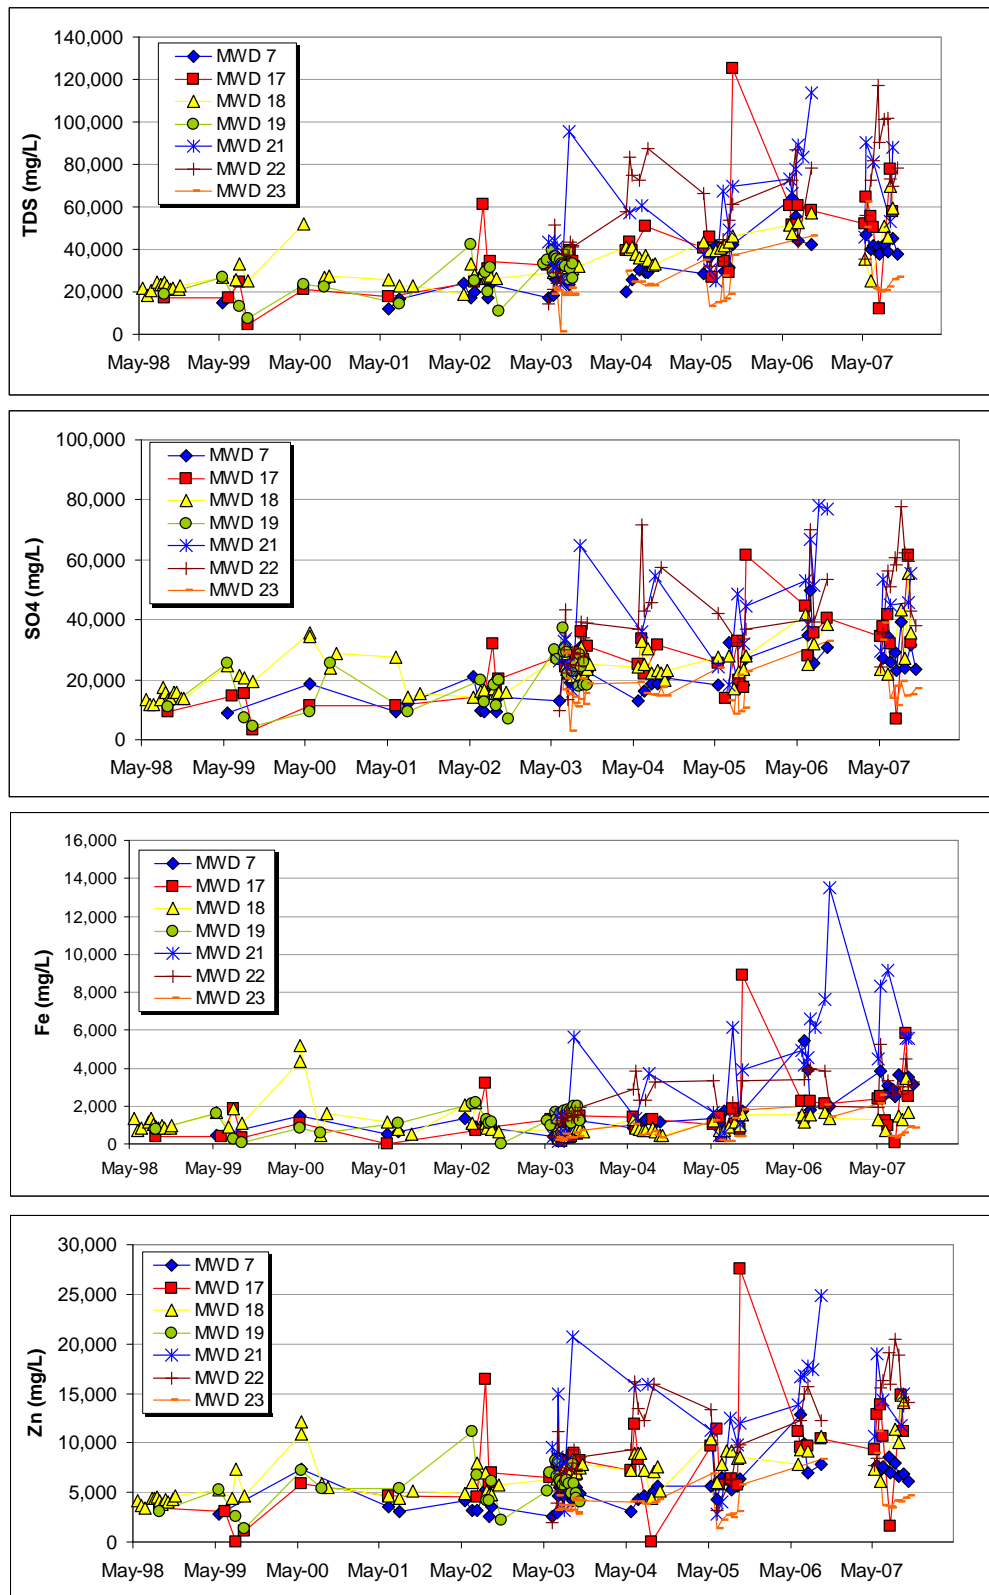 140,000
120,000
100,000
80,000
60,000
40,000
20,000
0
TDS (mg/L)
MWD 7
MWD 17
MWD 18
MWD 19
MWD 21
MWD 22
MWD 23
May-98 May-99 May-00 May-01 May-02 May-03 May-04 May-05 May-06 May-07
100,000
80,000
60,000
40,000
20,000
0
SO4 (mg/L)
MWD 7
MWD 17
MWD 18
MWD 19
MWD 21
MWD 22
MWD 23
May-98 May-99 May-00 May-01 May-02 May-03 May-04 May-05 May-06 May-07
16,000
14,000
12,000
10,000
8,000
6,000
4,000
2,000
0
Fe (mg/L)
MWD 7
MWD 17
MWD 18
MWD 19
MWD 21
MWD 22
MWD 23
May-98 May-99 May-00 May-01 May-02 May-03 May-04 May-05 May-06 May-07
30,000
25,000
20,000
15,000
10,000
5,000
0
Zn (mg/L)
MWD 7
MWD 17
MWD 18
MWD 19
MWD 21
MWD 22
MWD 23
May-98 May-99 May-00 May-01 May-02 May-03 May-04 May-05 May-06 May-07